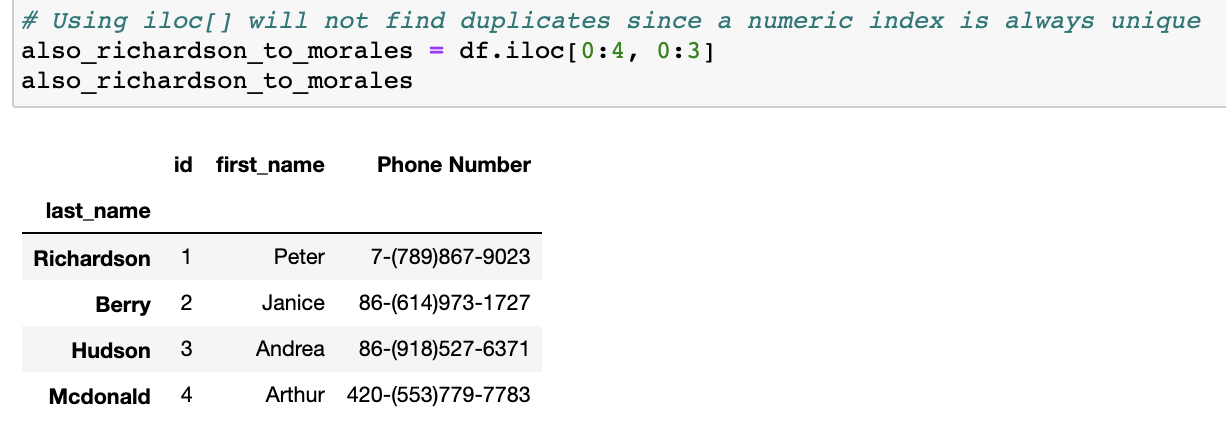 # Using iloc[] will not find duplicates since a numeric index is always unique
also_richardson_to_morales = df.iloc[0:4, 0:3]
also_richardson_to_morales
id first_name Phone Number
last_name
Richardson 1 Peter 7-(789)867-9023
Berry 2 Janice 86-(614)973-1727
Hudson 3 Andrea 86-(918)527-6371
Mcdonald 4 Arthur 420-(553)779-7783